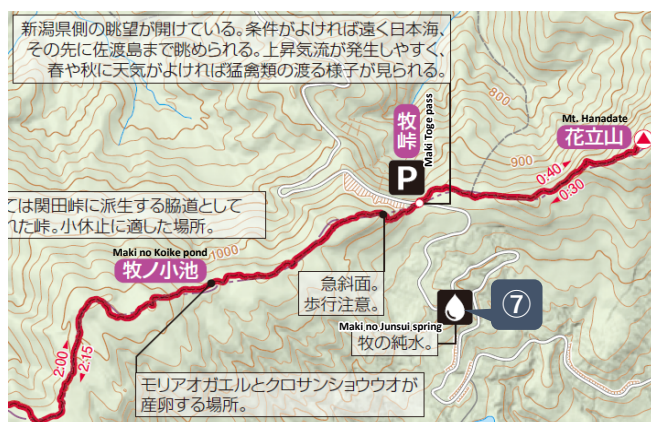 新潟県側の眺望が開けている。条件がよければ遠く日本海、
その先に佐渡島まで眺められる。上昇気流が発生しやすく、
春や秋に天気がよければ猛禽類の渡る様子が見られる。
800
牧峠
Maki Toge pass
P
Mt. Hanadate
花立山
900
0:40
0:30
ては関田峠に派生する脇道として
れた峠。小休止に適した場所。
1000
Maki no Koike pond
牧ノ小池
急斜面。
歩行注意。
⑦
Maki no Junsui spring
牧の純水。
2:00
2:15
モリアオガエルとクロサンショウウオが
産卵する場所。